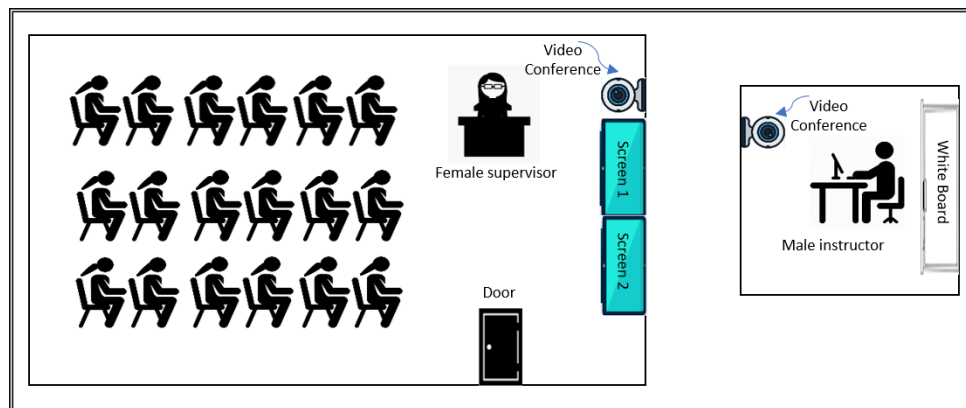 Video
Conference
Female supervisor
Screen 1
Screen 2
Door
Video
Conference
White Board
Male instructor